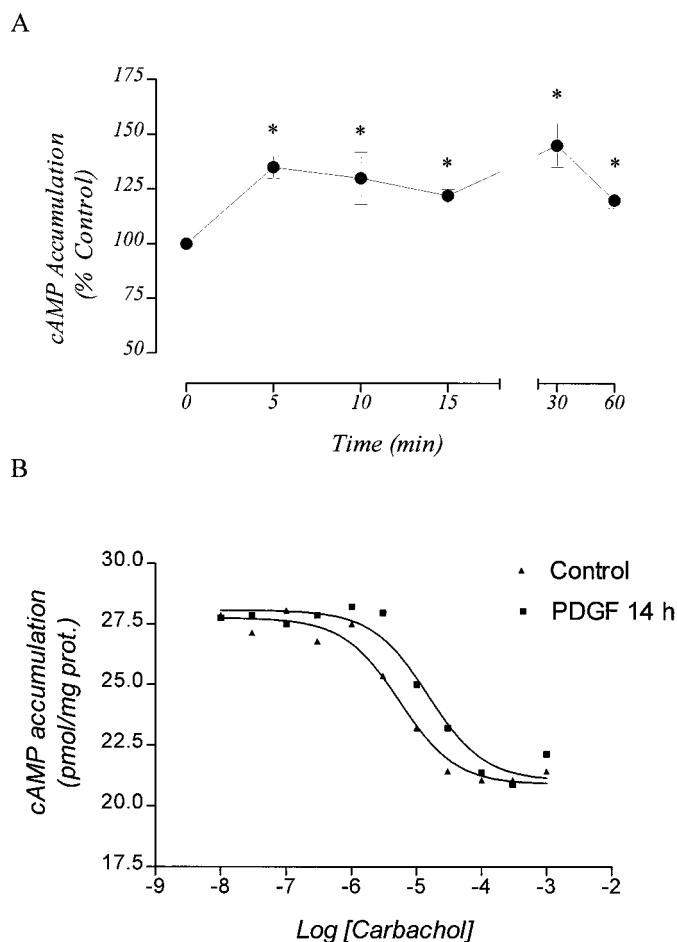 A
cAMP Accumulation
(% Control)
175
150
125
100
75
50
* * * * *
0 5 10 15 30 60
Time (min)
B
cAMP accumulation
(pmol/mg prot.)
30.0
27.5
25.0
22.5
20.0
17.5
Control
PDGF 14 h
-9 -8 -7 -6 -5 -4 -3 -2
Log [Carbachol]